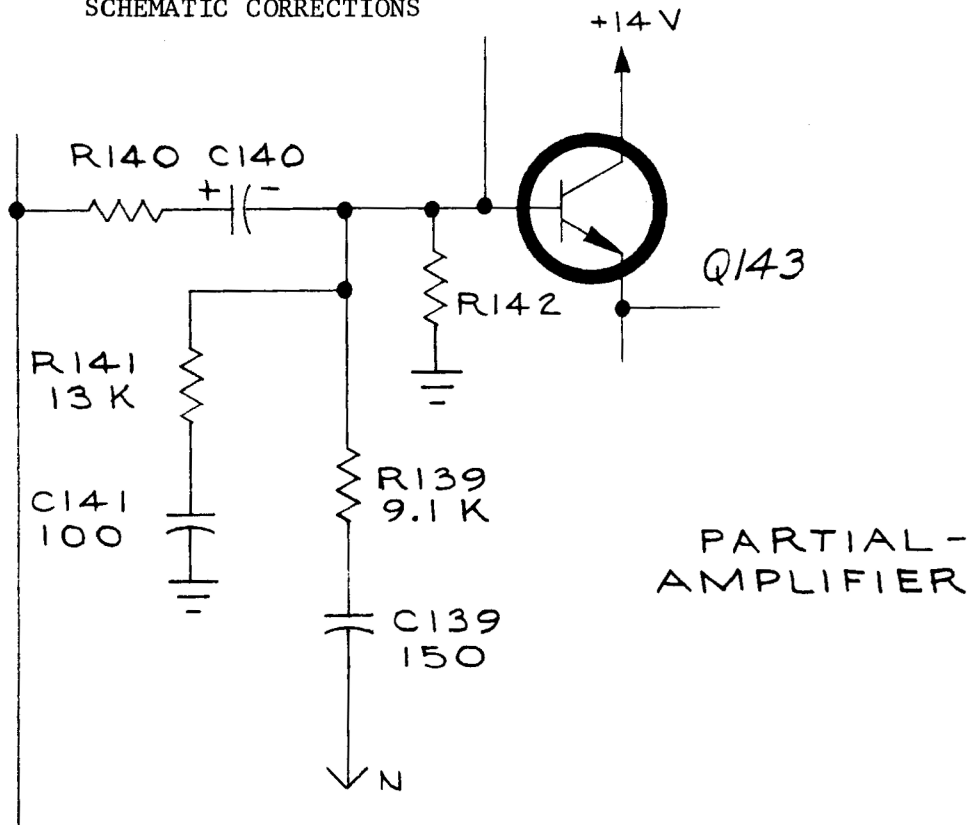 SCHEMATIC CORRECTIONS
+14V
R140 C140
+ -
Q143
R142
R141
13 K
R139
9.1 K
C141
100
PARTIAL-
AMPLIFIER
C139
150
N